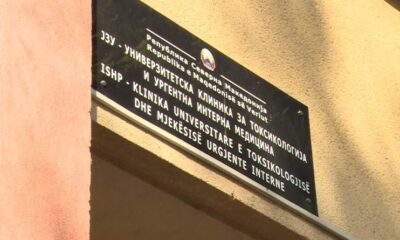 Република Северна Македонија
Republika e Maqedonisë së Veriut
ЈЗУ - УНИВЕРЗИТЕТСКА КЛИНИКА ЗА ТОКСИКОЛОГИЈА
И УРГЕНТНА ИНТЕРНА МЕДИЦИНА
ISHP - KLINIKA UNIVERSITARE E TOKSIKOLOGJISË
DHE MJEKËSISË URGJENTE INTERNE